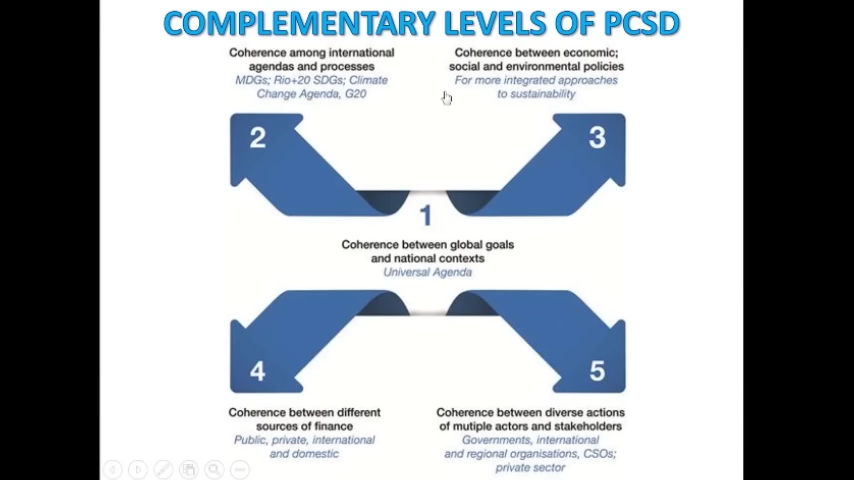 COMPLEMENTARY LEVELS OF PCSD
Coherence among international
agendas and processes
MDGs; Rio+20 SDGs; Climate
Change Agenda, G20
Coherence between economic;
social and environmental policies
For more integrated approaches
to sustainability
2
3
1
Coherence between global goals
and national contexts
Universal Agenda
4
5
Coherence between different
sources of finance
Public, private, international
and domestic
Coherence between diverse actions
of mutiple actors and stakeholders
Governments, international
and regional organisations, CSOs;
private sector